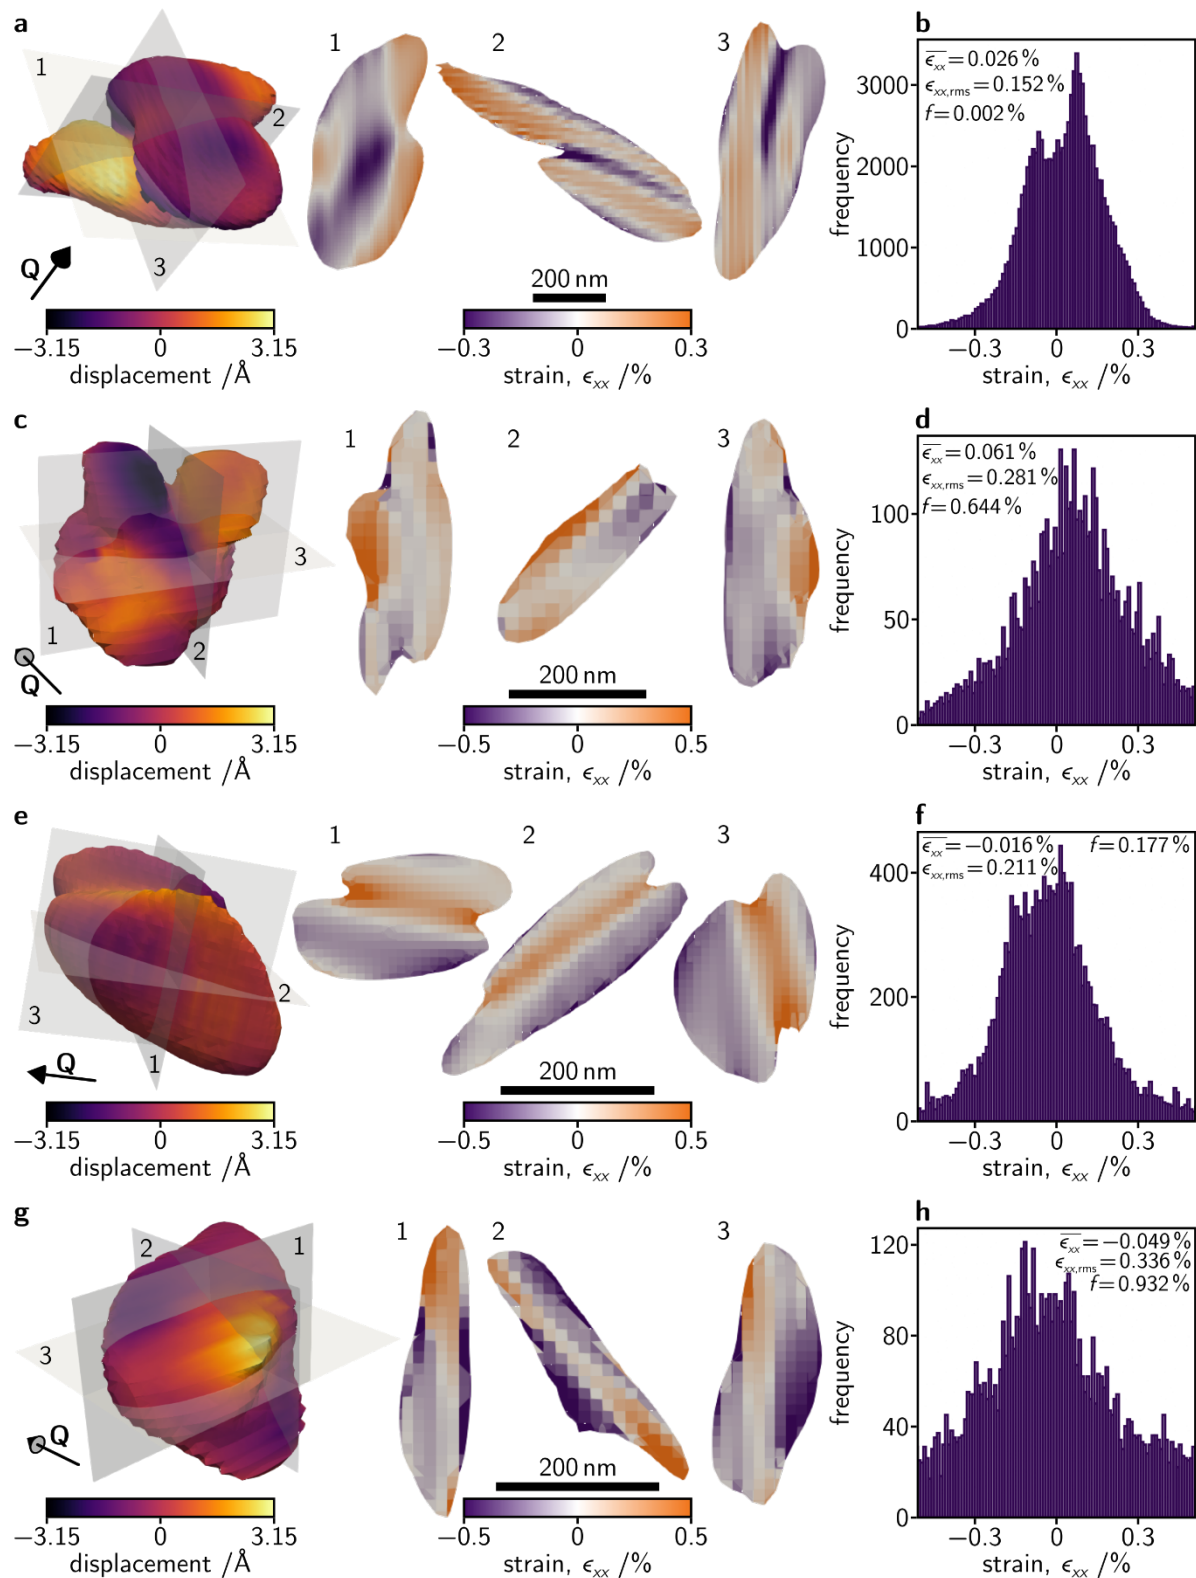 a
1
2
3
Q
1
2
3
200 nm
−3.15
0
3.15
displacement /Å
−0.3
0
0.3
strain, ϵxx /%
b
ϵxx = 0.026 %
ϵxx,rms = 0.152 %
f = 0.002 %
frequency
3000
2000
1000
0
−0.3
0
0.3
strain, ϵxx /%
c
1
2
3
Q
1
2
3
200 nm
−3.15
0
3.15
displacement /Å
−0.5
0
0.5
strain, ϵxx /%
d
ϵxx = 0.061 %
ϵxx,rms = 0.281 %
f = 0.644 %
frequency
100
50
0
−0.3
0
0.3
strain, ϵxx /%
e
3
1
2
Q
1
2
3
200 nm
−3.15
0
3.15
displacement /Å
−0.5
0
0.5
strain, ϵxx /%
f
ϵxx = −0.016 %
f = 0.177 %
ϵxx,rms = 0.211 %
frequency
400
200
0
−0.3
0
0.3
strain, ϵxx /%
g
2
1
3
Q
1
2
3
200 nm
−3.15
0
3.15
displacement /Å
−0.5
0
0.5
strain, ϵxx /%
h
ϵxx = −0.049 %
ϵxx,rms = 0.336 %
f = 0.932 %
frequency
120
80
40
0
−0.3
0
0.3
strain, ϵxx /%